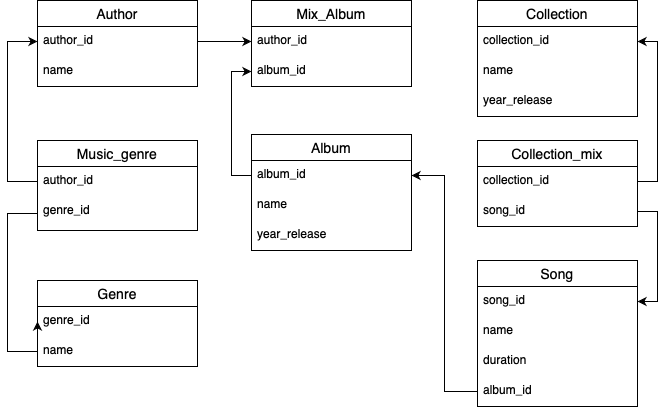 Author
author_id
name
Mix_Album
author_id
album_id
Collection
collection_id
name
year_release
Music_genre
author_id
genre_id
Album
album_id
name
year_release
Collection_mix
collection_id
song_id
Genre
genre_id
name
Song
song_id
name
duration
album_id